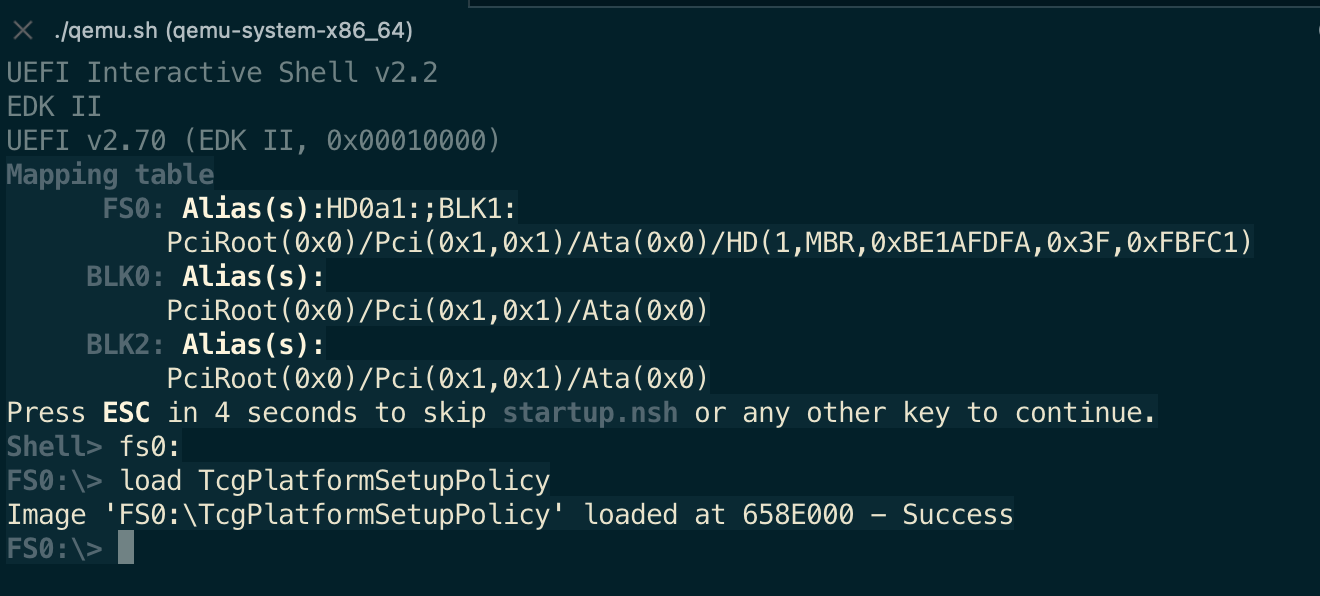 ./qemu.sh (qemu-system-x86_64)
UEFI Interactive Shell v2.2
EDK II
UEFI v2.70 (EDK II, 0x00010000)
Mapping table
FS0: Alias(s):HD0a1:;BLK1:
PciRoot(0x0)/Pci(0x1,0x1)/Ata(0x0)/HD(1,MBR,0xBE1AFDFA,0x3F,0xFBFC1)
BLK0: Alias(s):
PciRoot(0x0)/Pci(0x1,0x1)/Ata(0x0)
BLK2: Alias(s):
PciRoot(0x0)/Pci(0x1,0x1)/Ata(0x0)
Press ESC in 4 seconds to skip startup.nsh or any other key to continue.
Shell> fs0:
FS0:\> load TcgPlatformSetupPolicy
Image 'FS0:\TcgPlatformSetupPolicy' loaded at 658E000 - Success
FS0:\>